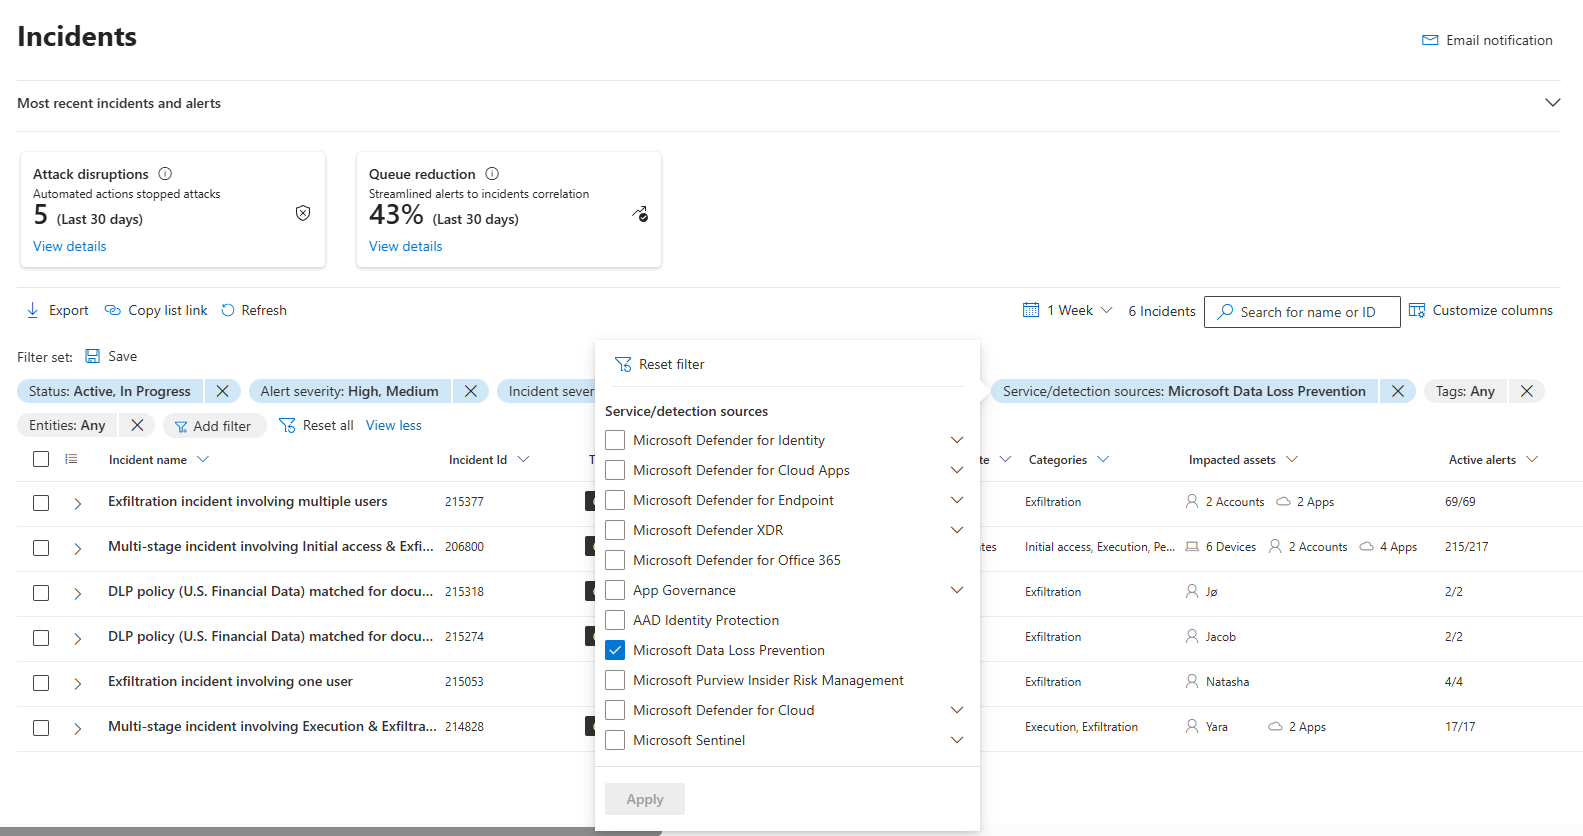 Incidents
Email notification
Most recent incidents and alerts
Attack disruptions
Automated actions stopped attacks
5 (Last 30 days)
View details
Queue reduction
Streamlined alerts to incidents correlation
43% (Last 30 days)
View details
Export Copy list link Refresh 1 Week 6 Incidents Search for name or ID Customize columns
Filter set: Save
Status: Active, In Progress Alert severity: High, Medium Incident sever Service/detection sources: Microsoft Data Loss Prevention Tags: Any
Entities: Any Add filter Reset all View less
Reset filter
Service/detection sources
Microsoft Defender for Identity
Microsoft Defender for Cloud Apps
Microsoft Defender for Endpoint
Microsoft Defender XDR
Microsoft Defender for Office 365
App Governance
AAD Identity Protection
Microsoft Data Loss Prevention
Microsoft Purview Insider Risk Management
Microsoft Defender for Cloud
Microsoft Sentinel
Apply
Incident name Incident Id T te Categories Impacted assets Active alerts
Exfiltration incident involving multiple users 215377 Exfiltration 2 Accounts 2 Apps 69/69
Multi-stage incident involving Initial access & Exfi... 206800 tes Initial access, Execution, Pe... 6 Devices 2 Accounts 4 Apps 215/217
DLP policy (U.S. Financial Data) matched for docu... 215318 Exfiltration Jø 2/2
DLP policy (U.S. Financial Data) matched for docu... 215274 Exfiltration Jacob 2/2
Exfiltration incident involving one user 215053 Exfiltration Natasha 4/4
Multi-stage incident involving Execution & Exfiltra... 214828 Execution, Exfiltration Yara 2 Apps 17/17